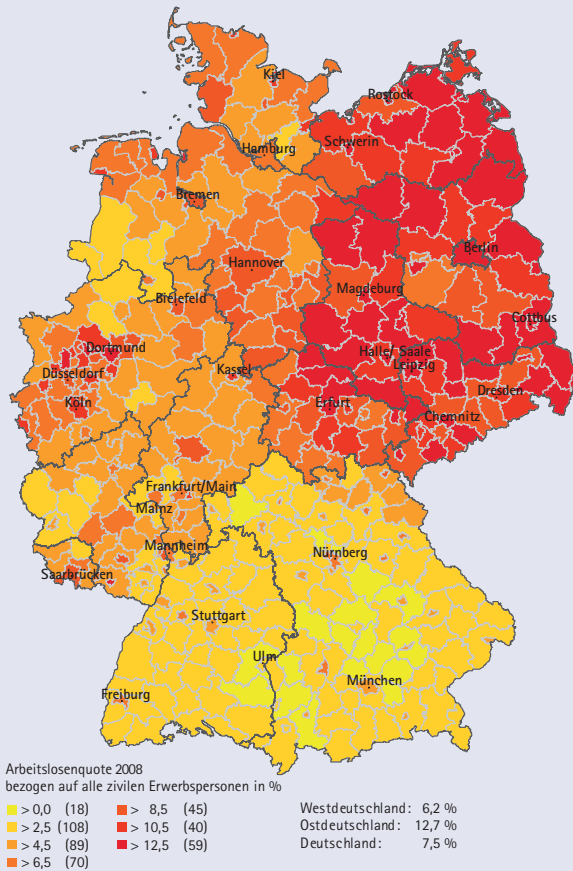 Kiel
Rostock
Hamburg
Schwerin
Bremen
Hannover
Berlin
Bielefeld
Magdeburg
Cottbus
Dortmund
Halle/Saale
Leipzig
Düsseldorf
Kassel
Dresden
Köln
Erfurt
Chemnitz
Frankfurt/Main
Mainz
Mannheim
Nürnberg
Saarbrücken
Stuttgart
Ulm
München
Freiburg
Arbeitslosenquote 2008
bezogen auf alle zivilen Erwerbspersonen in %
> 0,0 (18) > 8,5 (45) Westdeutschland: 6,2 %
> 2,5 (108) > 10,5 (40) Ostdeutschland: 12,7 %
> 4,5 (89) > 12,5 (59) Deutschland: 7,5 %
> 6,5 (70)